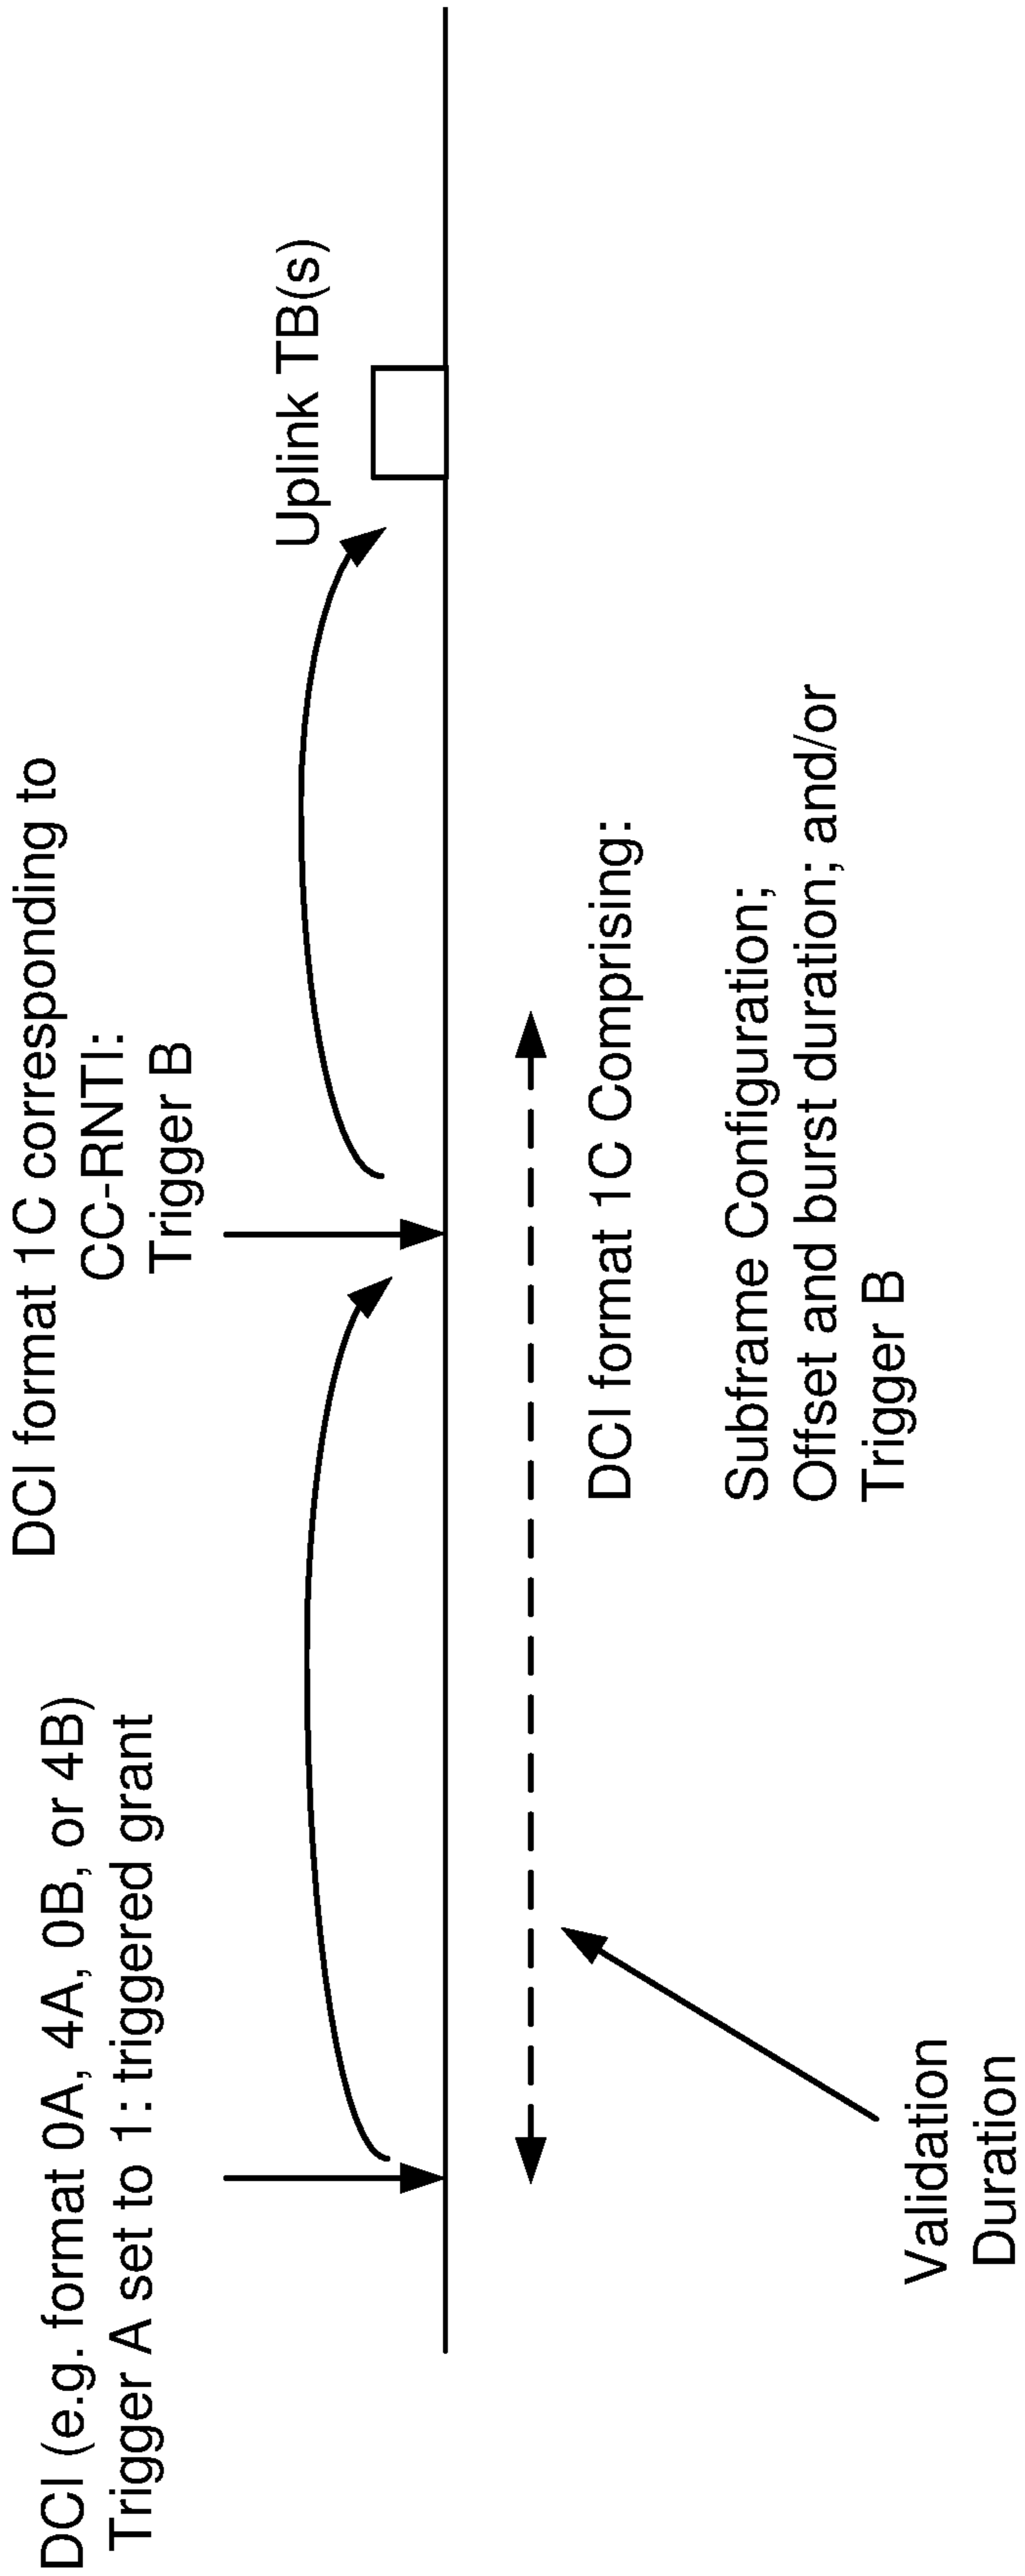 DCI (e.g. format 0A, 4A, 0B, or 4B)
Trigger A set to 1: triggered grant
DCI format 1C corresponding to
CC-RNTI:
Trigger B
Uplink TB(s)
Validation
Duration
DCI format 1C Comprising:
Subframe Configuration;
Offset and burst duration; and/or
Trigger B